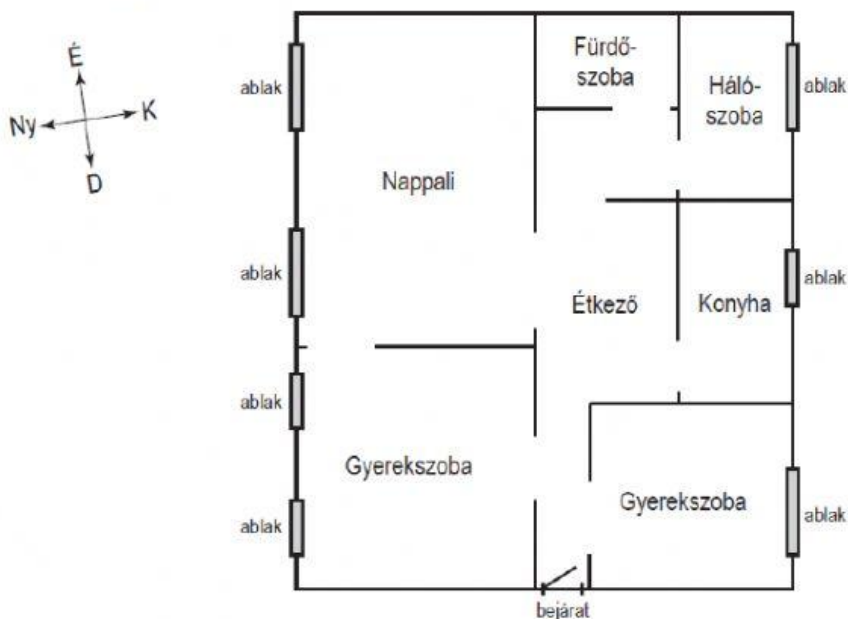 É
Ny
K
D
ablak
ablak
ablak
ablak
Nappali
Gyerekszoba
Fürdő-
szoba
Háló-
szoba
Étkező
Konyha
Gyerekszoba
ablak
ablak
ablak
bejárat